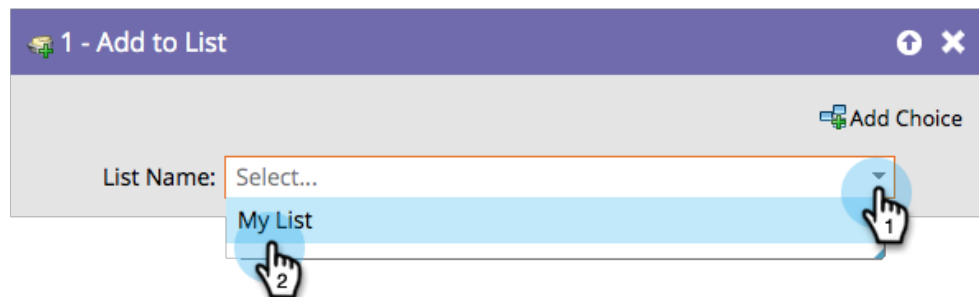 1 - Add to List
Add Choice
List Name: Select...
My List
1
2